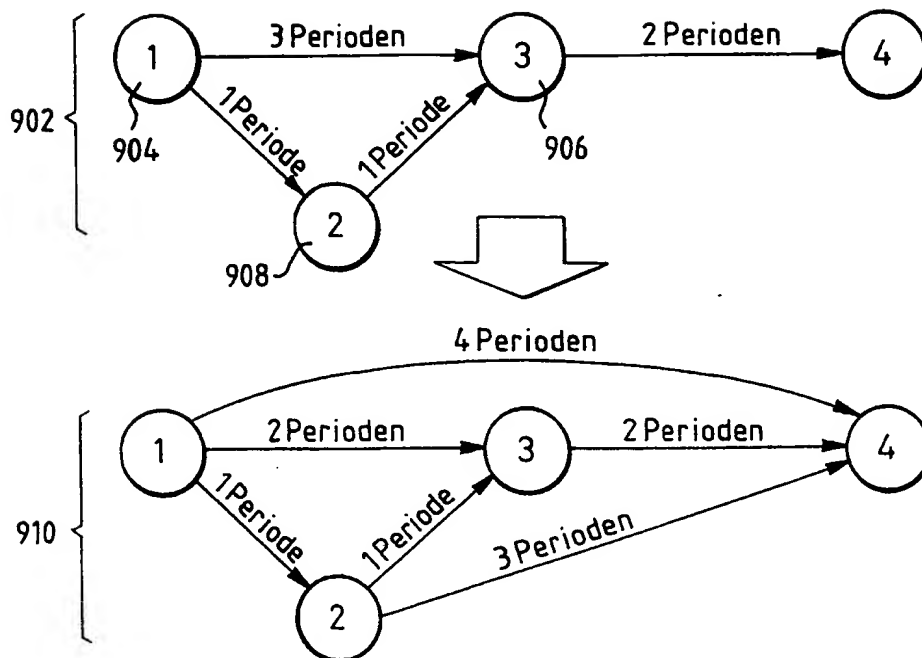 1
3 Perioden
3
2 Perioden
4
902
904
1 Periode
1 Periode
906
2
908
4 Perioden
1
2 Perioden
3
2 Perioden
4
910
1 Periode
1 Periode
3 Perioden
2